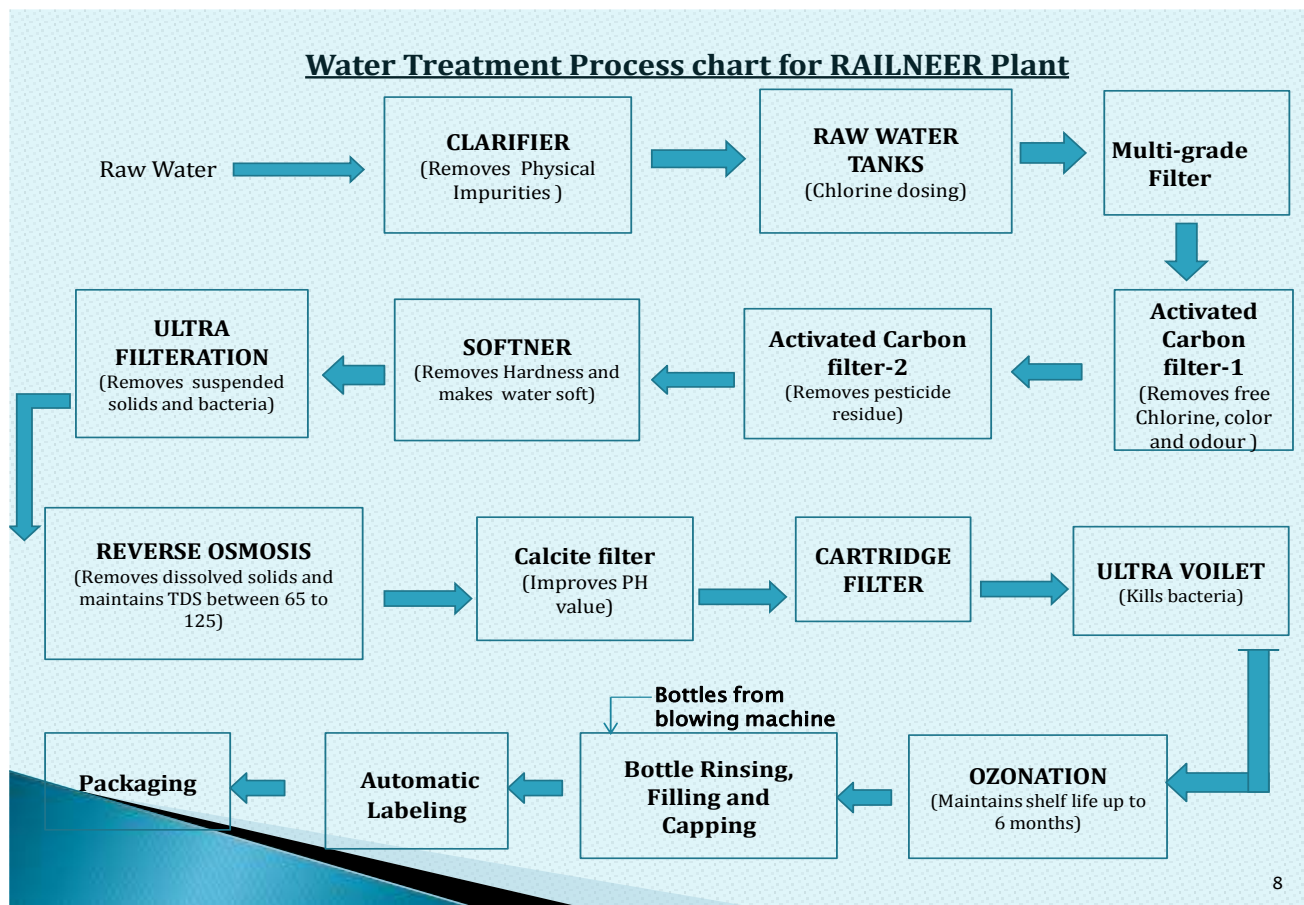 Water Treatment Process chart for RAILNEER Plant
Raw Water
CLARIFIER
(Removes Physical
Impurities )
RAW WATER
TANKS
(Chlorine dosing)
Multi-grade
Filter
Activated
Carbon
filter-1
(Removes free
Chlorine, color
and odour )
Activated Carbon
filter-2
(Removes pesticide
residue)
SOFTNER
(Removes Hardness and
makes water soft)
ULTRA
FILTERATION
(Removes suspended
solids and bacteria)
REVERSE OSMOSIS
(Removes dissolved solids and
maintains TDS between 65 to
125)
Calcite filter
(Improves PH
value)
CARTRIDGE
FILTER
ULTRA VOILET
(Kills bacteria)
OZONATION
(Maintains shelf life up to
6 months)
Bottles from
blowing machine
Bottle Rinsing,
Filling and
Capping
Automatic
Labeling
Packaging
8